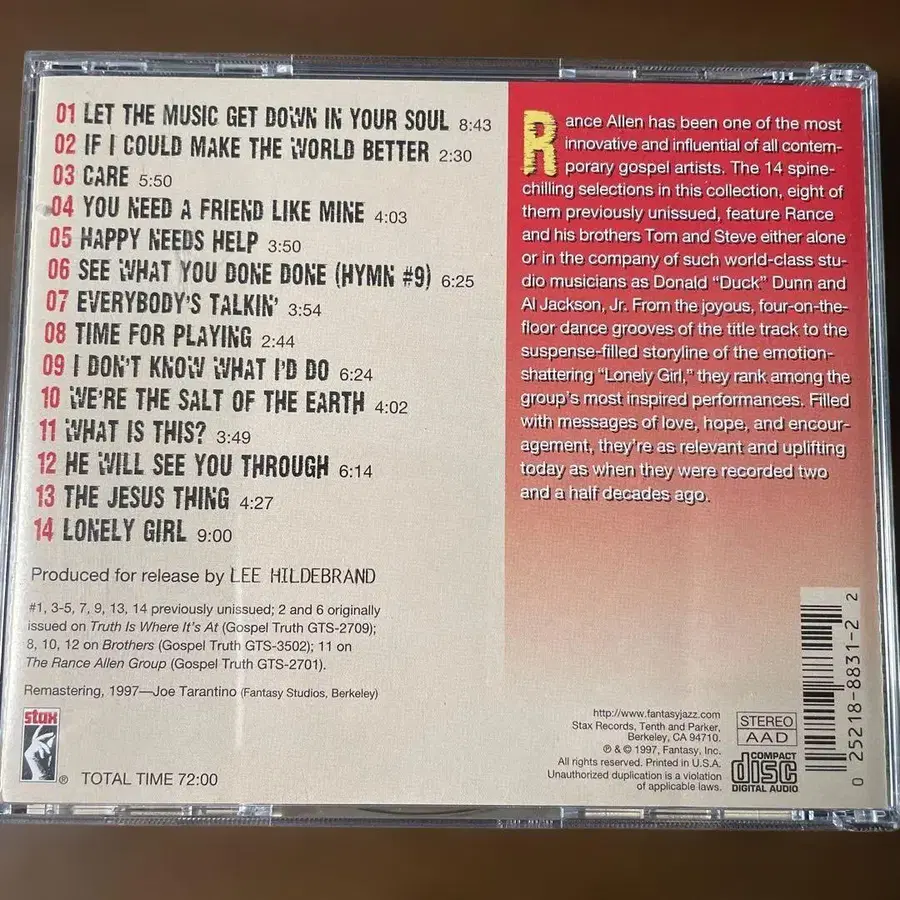 01 LET THE MUSIC GET DOWN IN YOUR SOUL 8:43
02 IF I COULD MAKE THE WORLD BETTER 2:30
03 CARE 5:50
04 YOU NEED A FRIEND LIKE MINE 4:03
05 HAPPY NEEDS HELP 3:50
06 SEE WHAT YOU DONE DONE (HYMN #9) 6:25
07 EVERYBODY'S TALKIN' 3:54
08 TIME FOR PLAYING 2:44
09 I DON'T KNOW WHAT I'D DO 6:24
10 WE'RE THE SALT OF THE EARTH 4:02
11 WHAT IS THIS? 3:49
12 HE WILL SEE YOU THROUGH 6:14
13 THE JESUS THING 4:27
14 LONELY GIRL 9:00
Produced for release by LEE HILDEBRAND
#1, 3-5, 7, 9, 13, 14 previously unissued; 2 and 6 originally
issued on Truth Is Where It's At (Gospel Truth GTS-2709);
8, 10, 12 on Brothers (Gospel Truth GTS-3502); 11 on
The Rance Allen Group (Gospel Truth GTS-2701).
Remastering, 1997—Joe Tarantino (Fantasy Studios, Berkeley)
stax
® TOTAL TIME 72:00
Rance Allen has been one of the most
innovative and influential of all contem-
porary gospel artists. The 14 spine-
chilling selections in this collection, eight of
them previously unissued, feature Rance
and his brothers Tom and Steve either alone
or in the company of such world-class stu-
dio musicians as Donald "Duck" Dunn and
Al Jackson, Jr. From the joyous, four-on-the-
floor dance grooves of the title track to the
suspense-filled storyline of the emotion-
shattering "Lonely Girl," they rank among the
group's most inspired performances. Filled
with messages of love, hope, and encour-
agement, they're as relevant and uplifting
today as when they were recorded two
and a half decades ago.
http://www.fantasyjazz.com
Stax Records, Tenth and Parker,
Berkeley, CA 94710.
℗ & © 1997, Fantasy, Inc.
All rights reserved. Printed in U.S.A.
Unauthorized duplication is a violation
of applicable laws.
STEREO
AAD
COMPACT
disc
DIGITAL AUDIO
0 25218-8831-2 2